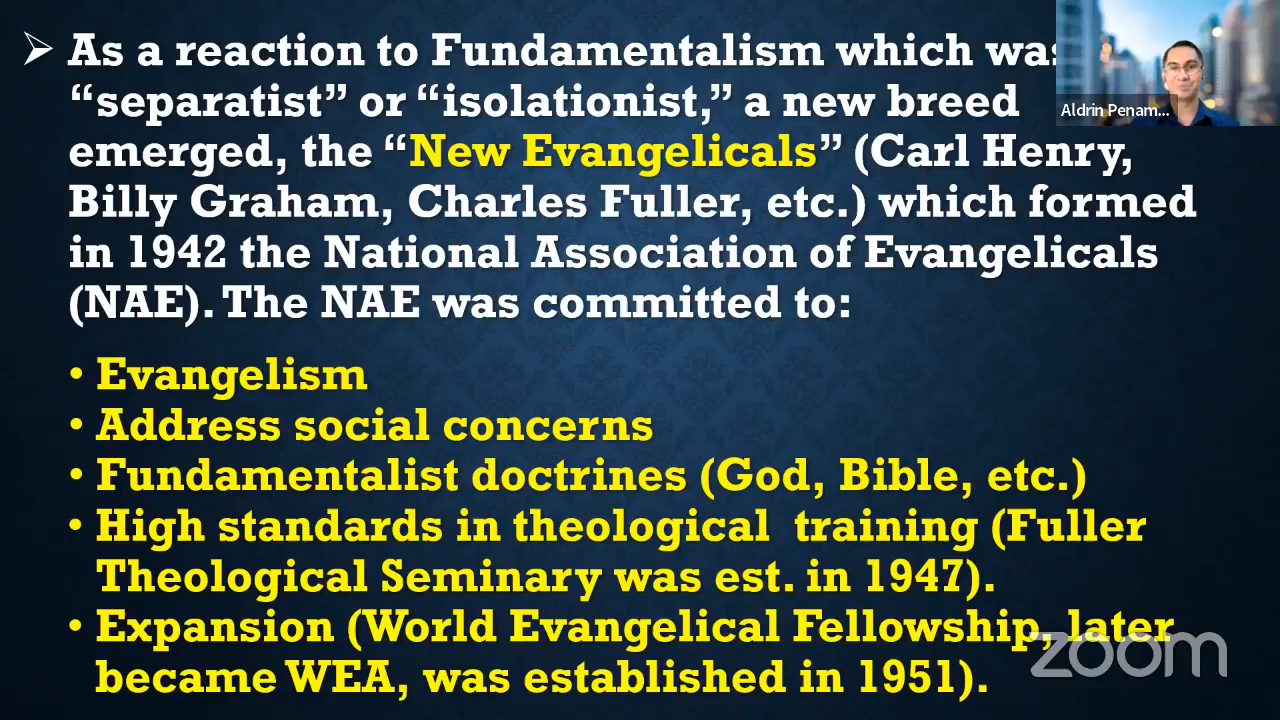 ➤ As a reaction to Fundamentalism which was
“separatist” or “isolationist,” a new breed
emerged, the “New Evangelicals” (Carl Henry,
Billy Graham, Charles Fuller, etc.) which formed
in 1942 the National Association of Evangelicals
(NAE). The NAE was committed to:
• Evangelism
• Address social concerns
• Fundamentalist doctrines (God, Bible, etc.)
• High standards in theological training (Fuller
Theological Seminary was est. in 1947).
• Expansion (World Evangelical Fellowship, later
became WEA, was established in 1951).
Aldrin Penam...
zoom